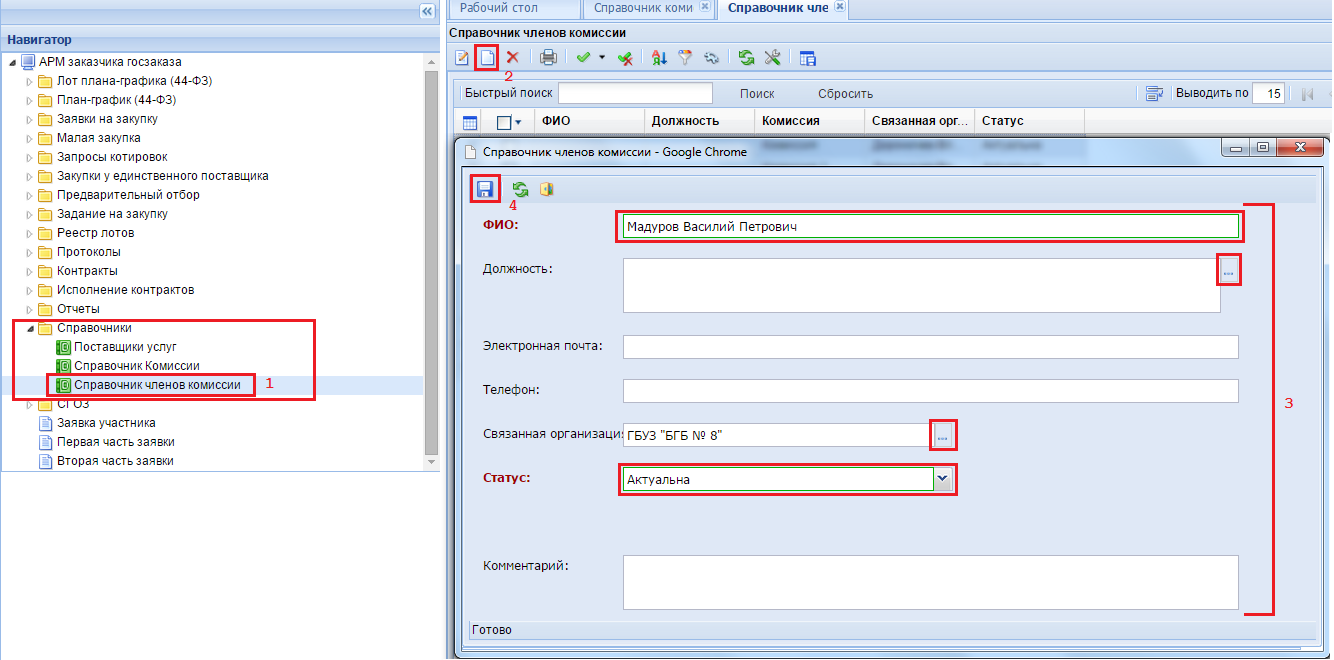 Навигатор
АРМ заказчика госзаказа
Лот плана-графика (44-ФЗ)
План-график (44-ФЗ)
Заявки на закупку
Малая закупка
Запросы котировок
Закупки у единственного поставщика
Предварительный отбор
Задание на закупку
Реестр лотов
Протоколы
Контракты
Исполнение контрактов
Отчеты
Справочники
Поставщики услуг
Справочник Комиссии
Справочник членов комиссии 1
СГОЗ
Заявка участника
Первая часть заявки
Вторая часть заявки
Рабочий стол Справочник коми Справочник чле
Справочник членов комиссии
2
Быстрый поиск Поиск Сбросить Выводить по 15
ФИО Должность Комиссия Связанная орг... Статус
Справочник членов комиссии - Google Chrome
4
ФИО: Мадуров Василий Петрович
Должность: ...
Электронная почта:
Телефон:
3
Связанная организация ГБУЗ "БГБ № 8" ...
Статус: Актуальна
Комментарий:
Готово